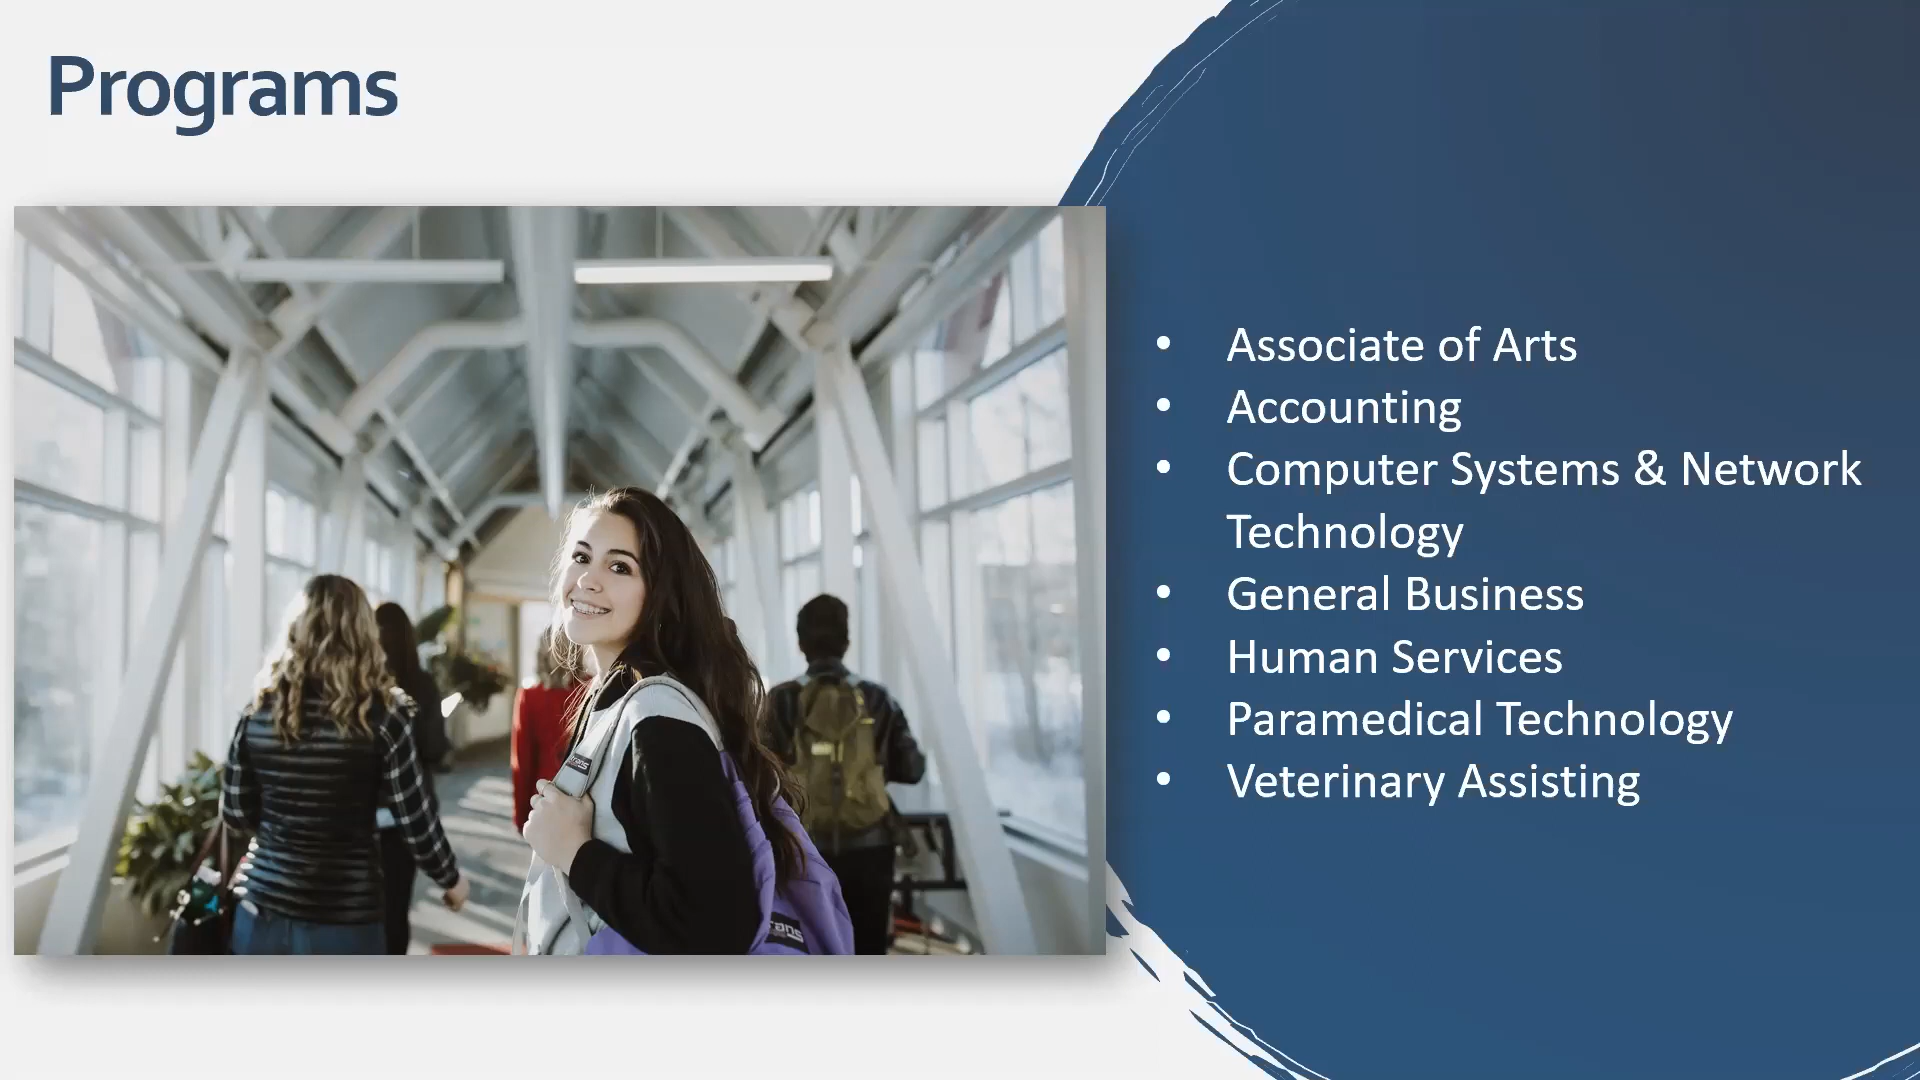 Programs
• Associate of Arts
• Accounting
• Computer Systems & Network
Technology
• General Business
• Human Services
• Paramedical Technology
• Veterinary Assisting